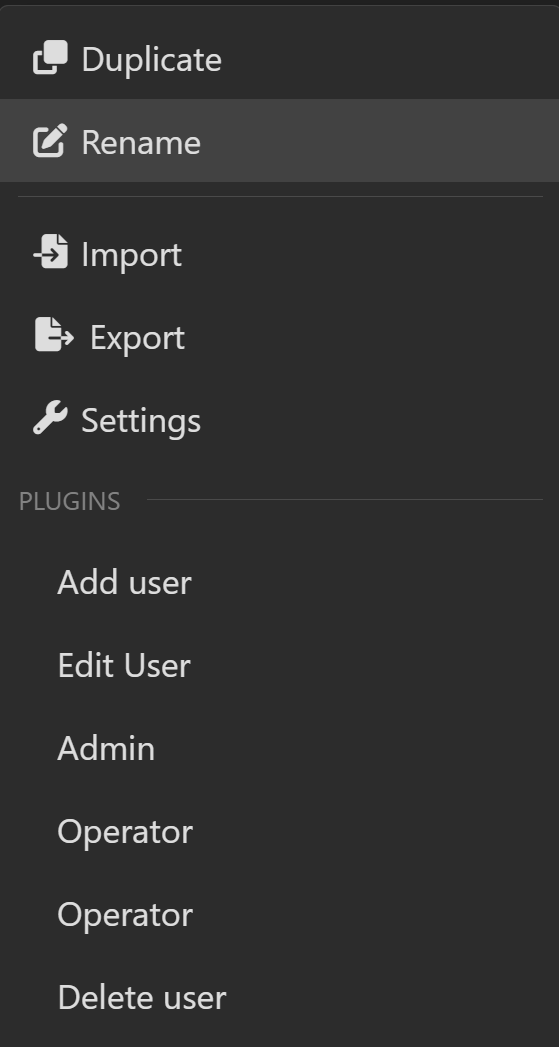 Duplicate
Rename
Import
Export
Settings
PLUGINS
Add user
Edit User
Admin
Operator
Operator
Delete user